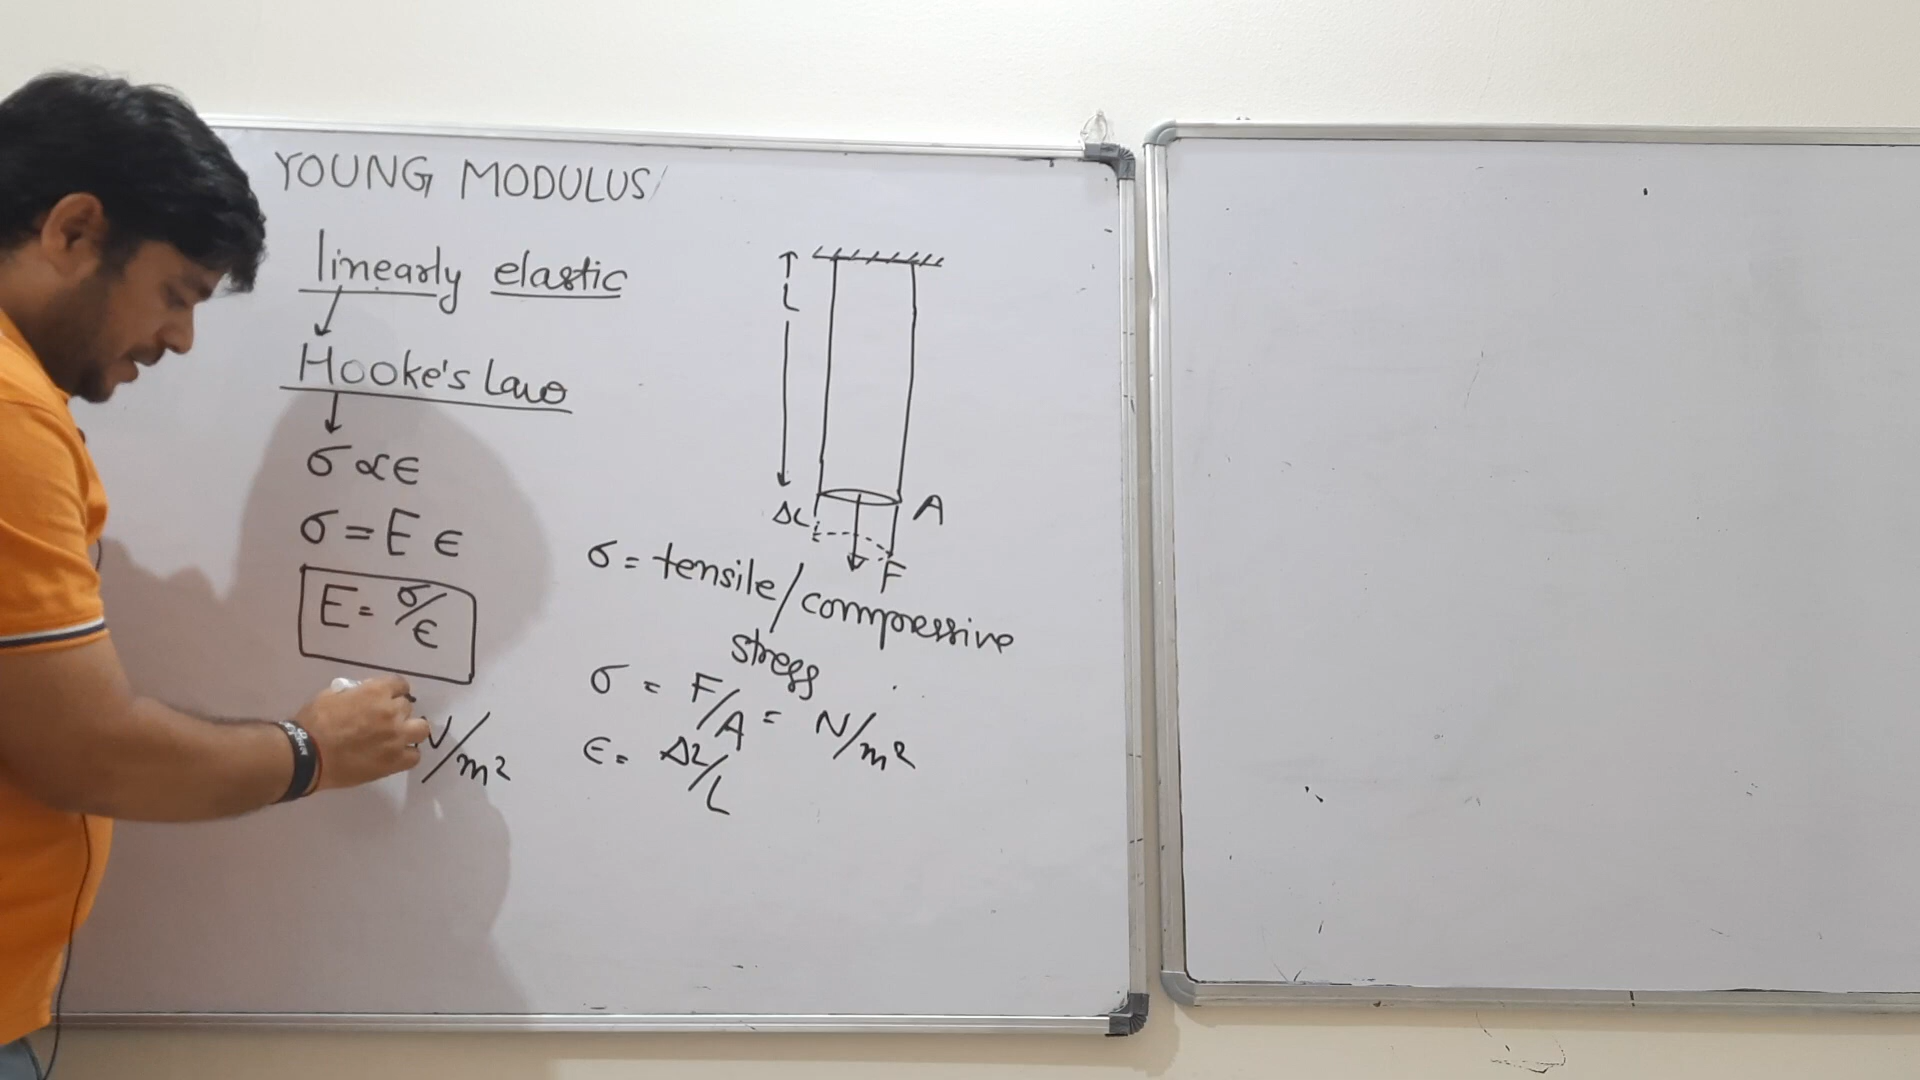 YOUNG MODULUS
linearly elastic
Hooke's Law
σ ∝ ϵ
σ = E ϵ
E = σ/ϵ
N/m²
L
ΔL
A
F
σ = tensile/compressive
stress
σ = F/A = N/m²
ϵ = ΔL/L